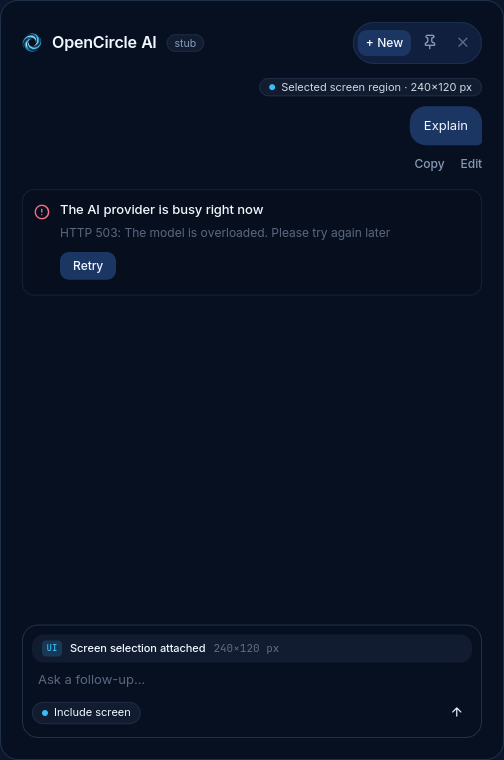 OpenCircle AI stub + New
Selected screen region · 240×120 px
Explain
Copy Edit
The AI provider is busy right now
HTTP 503: The model is overloaded. Please try again later
Retry
UI Screen selection attached 240×120 px
Ask a follow-up...
Include screen